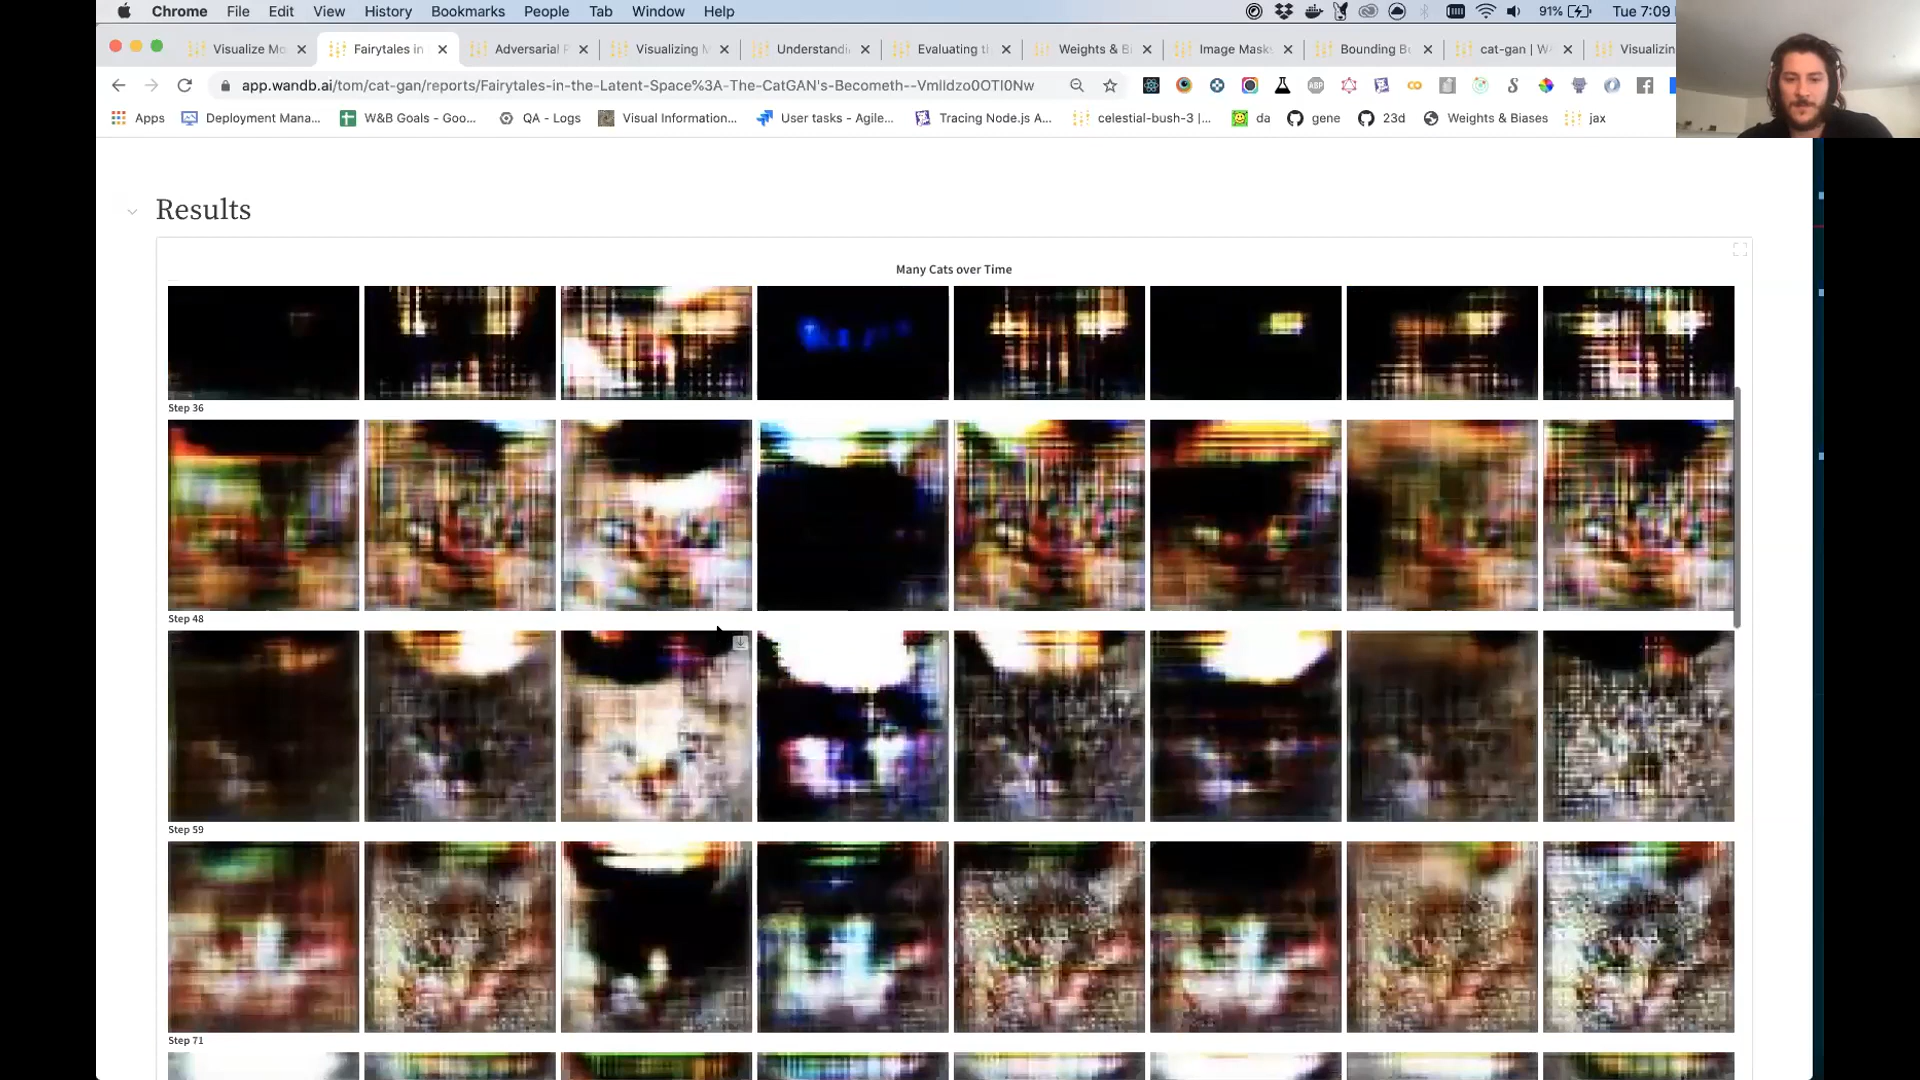 Chrome File Edit View History Bookmarks People Tab Window Help 91% Tue 7:09
Visualize Mo Fairytales in Adversarial P Visualizing M Understandi Evaluating th Weights & Bi Image Masks Bounding Bo cat-gan | W Visualizin
app.wandb.ai/tom/cat-gan/reports/Fairytales-in-the-Latent-Space%3A-The-CatGAN's-Becometh--Vmlldzo0OTI0Nw
Apps Deployment Mana... W&B Goals - Goo... QA - Logs Visual Information... User tasks - Agile... Tracing Node.js A... celestial-bush-3 |... da gene 23d Weights & Biases jax
Results
Many Cats over Time
Step 36
Step 48
Step 59
Step 71